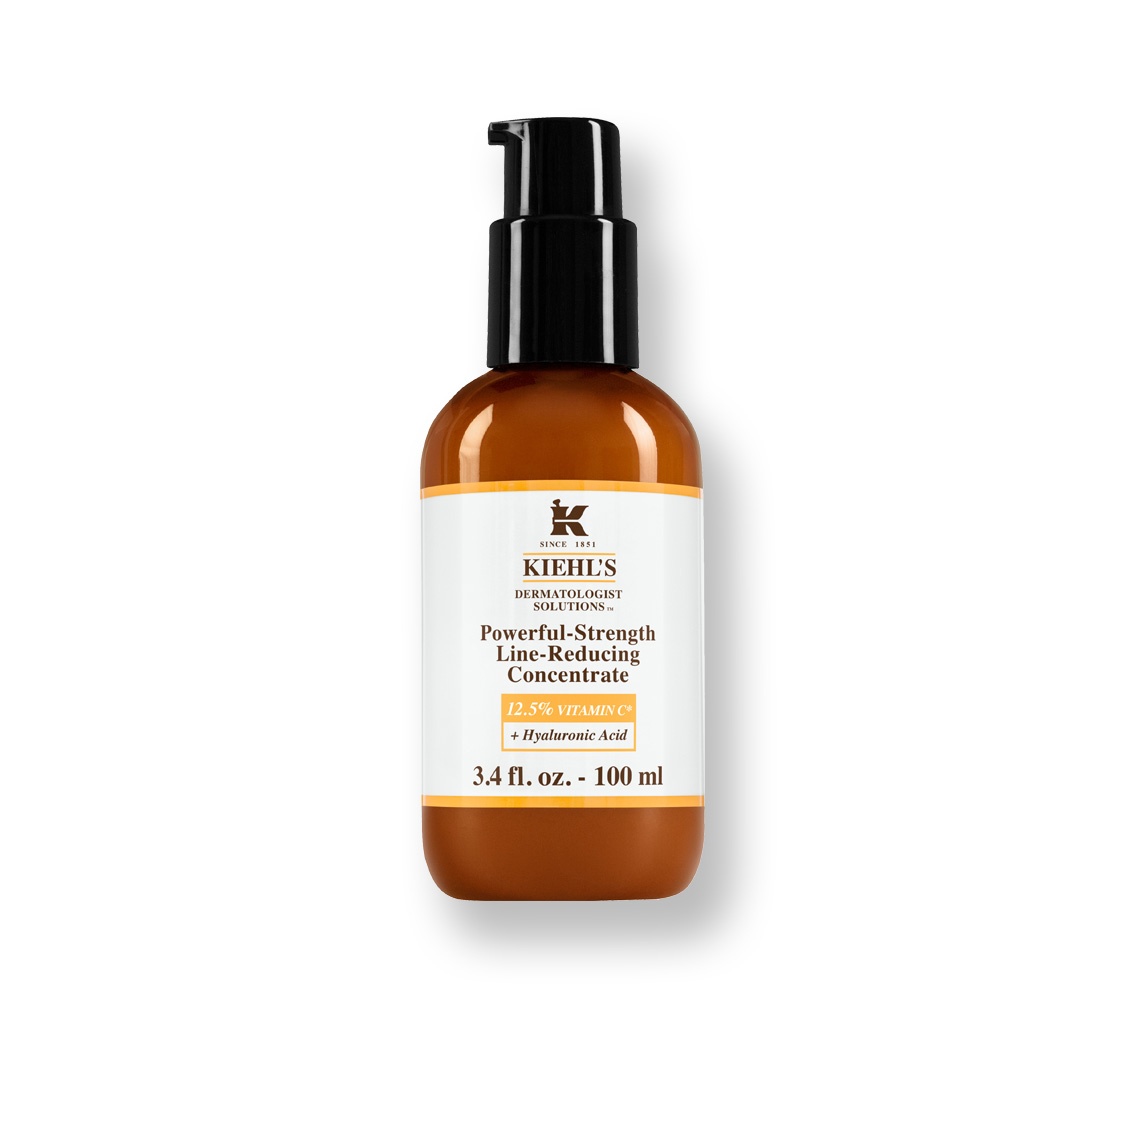 K
SINCE 1851
KIEHL'S
DERMATOLOGIST
SOLUTIONS™
Powerful-Strength
Line-Reducing
Concentrate
12.5% VITAMIN C*
+ Hyaluronic Acid
3.4 fl. oz. - 100 ml